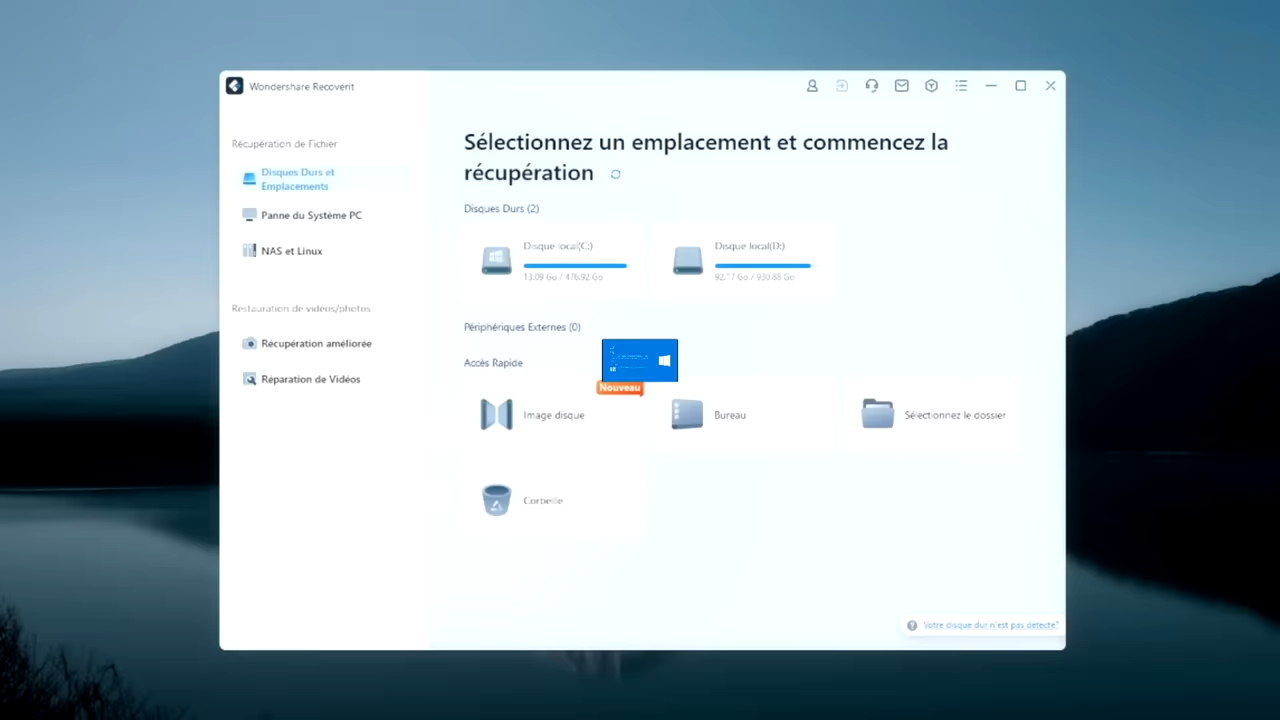 Wondershare Recoverit
Récupération de Fichier
Disques Durs et
Emplacements
Panne du Système PC
NAS et Linux
Restauration de vidéos/photos
Récupération améliorée
Réparation de Vidéos
Sélectionnez un emplacement et commencez la
récupération
Disques Durs (2)
Disque local(C:)
13.09 Go / 476.92 Go
Disque local(D:)
92.17 Go / 930.88 Go
Périphériques Externes (0)
Accès Rapide
Nouveau
Image disque
Bureau
Sélectionnez le dossier
Corbeille
Votre disque dur n'est pas détecté?